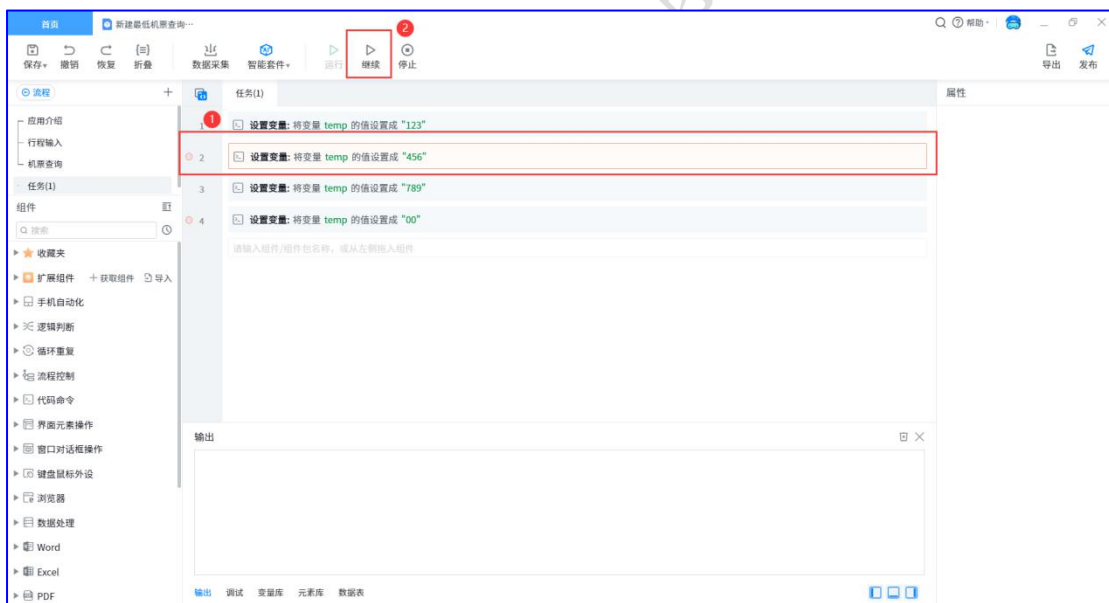 首页
新建最低机票查询…
2
帮助
保存
撤销
恢复
折叠
数据采集
智能套件
运行
继续
停止
导出
发布
流程
任务(1)
属性
应用介绍
行程输入
机票查询
任务(1)
组件
搜索
收藏夹
扩展组件
获取组件
导入
手机自动化
逻辑判断
循环重复
流程控制
代码命令
界面元素操作
窗口对话框操作
键盘鼠标外设
浏览器
数据处理
Word
Excel
PDF
1
1 设置变量: 将变量 temp 的值设置成 "123"
2 设置变量: 将变量 temp 的值设置成 "456"
3 设置变量: 将变量 temp 的值设置成 "789"
4 设置变量: 将变量 temp 的值设置成 "00"
请输入组件/组件包名称，或从左侧拖入组件
输出
输出
调试
变量库
元素库
数据表